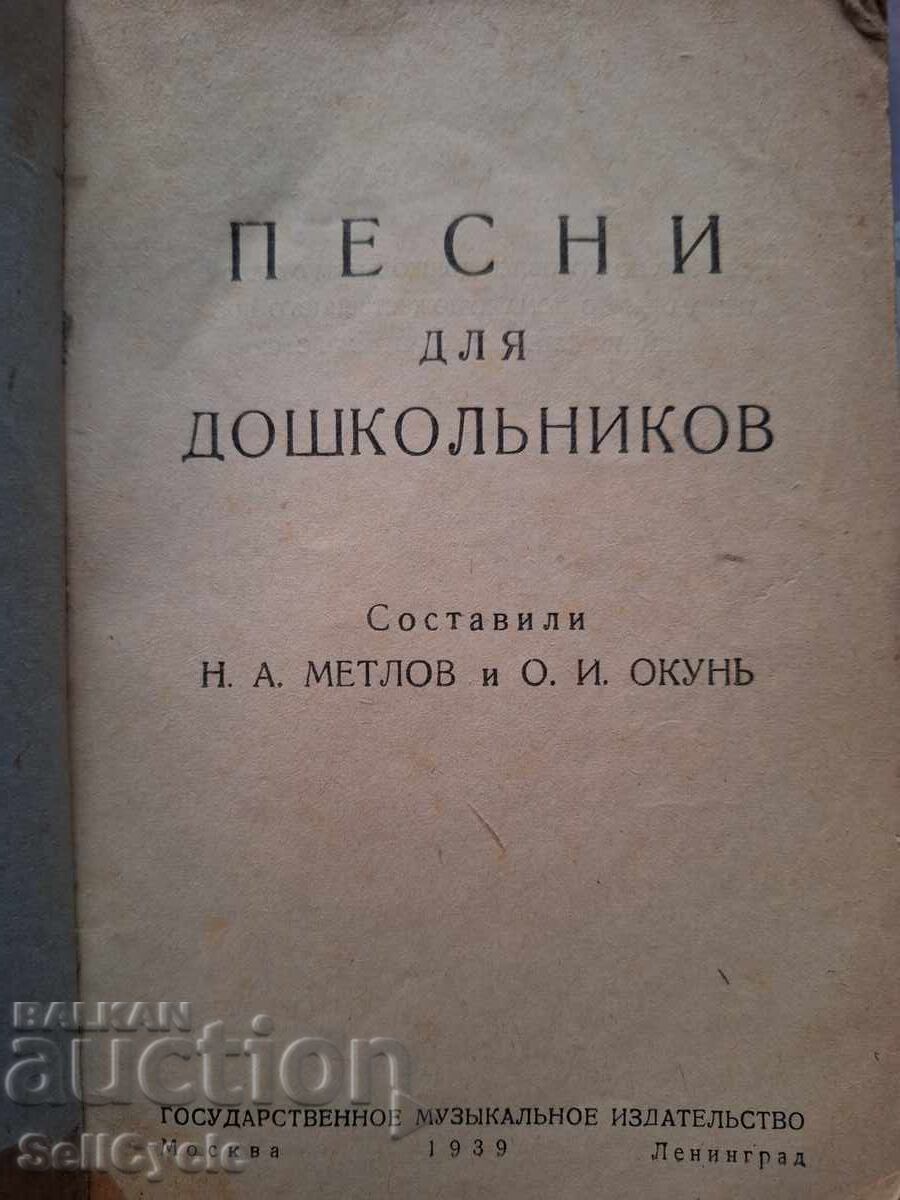 ПЕСНИ
ДЛЯ
ДОШКОЛЬНИКОВ
Составили
Н. А. МЕТЛОВ и О. И. ОКУНЬ
ГОСУДАРСТВЕННОЕ МУЗЫКАЛЬНОЕ ИЗДАТЕЛЬСТВО
Москва 1939 Ленинград
BALKAN
auction
SellCycle